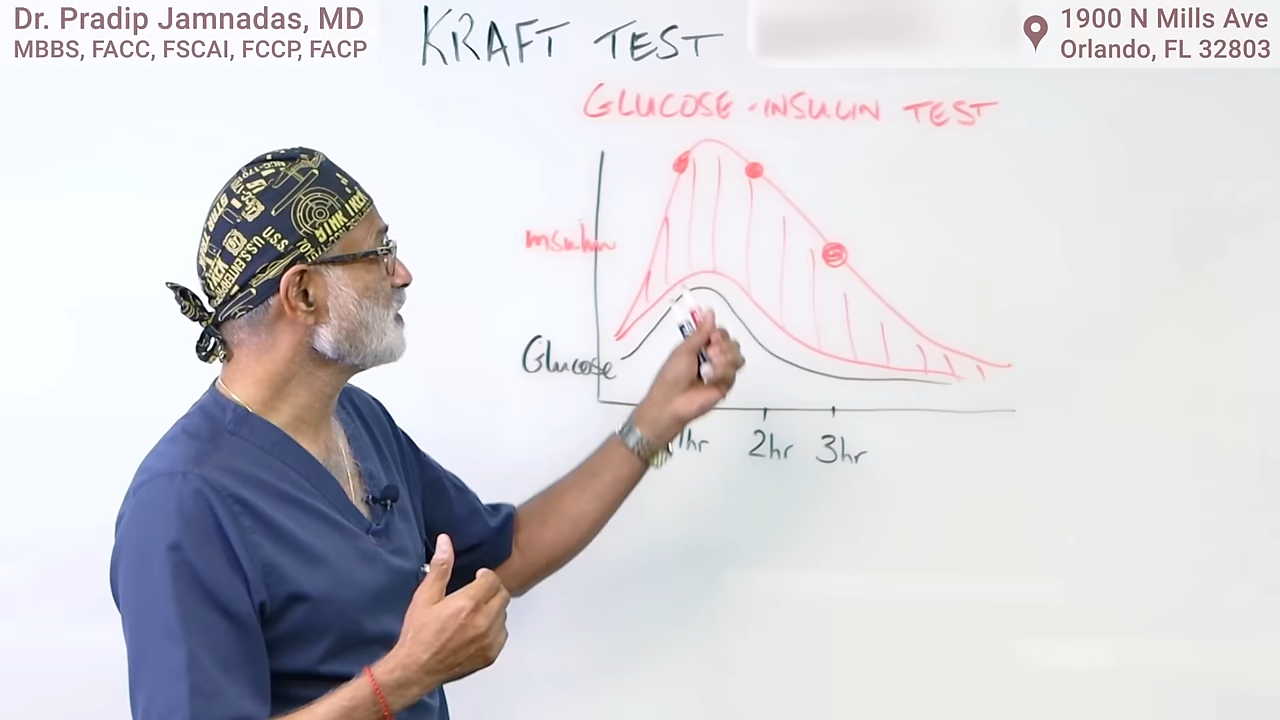 Dr. Pradip Jamnadas, MD
MBBS, FACC, FSCAI, FCCP, FACP
1900 N Mills Ave
Orlando, FL 32803
KRAFT TEST
GLUCOSE-INSULIN TEST
insulin
Glucose
1hr 2hr 3hr